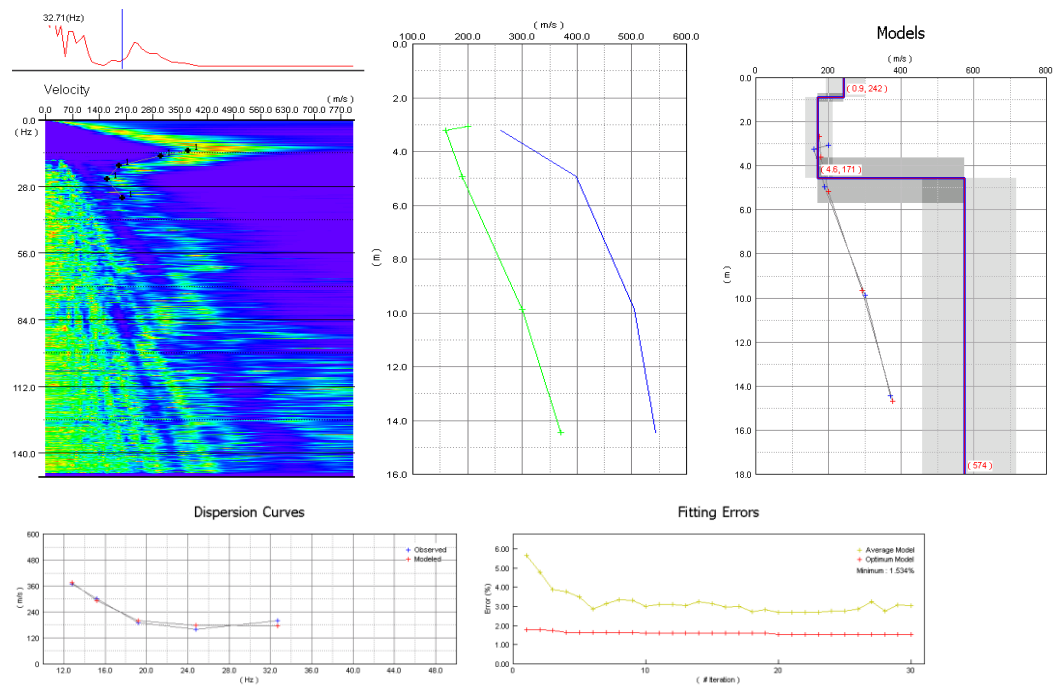 32.71(Hz)
Velocity
( m/s )
0.0 70.0 140.0 210.0 280.0 350.0 420.0 490.0 560.0 630.0 700.0 770.0
( Hz )
0.0
28.0
56.0
84.0
112.0
140.0
1
1
1
( m/s )
100.0 200.0 300.0 400.0 500.0 600.0
0.0
2.0
4.0
6.0
8.0
10.0
12.0
14.0
16.0
( m )
Models
( m/s )
0 200 400 600 800
0.0
2.0
4.0
6.0
8.0
10.0
12.0
14.0
16.0
18.0
( m )
( 0.9, 242 )
( 4.6, 171 )
( 574 )
Dispersion Curves
600
480
360
240
120
0
( m/s )
Observed
Modeled
12.0 16.0 20.0 24.0 28.0 32.0 36.0 40.0 44.0 48.0
( Hz )
Fitting Errors
6.00
5.00
4.00
3.00
2.00
1.00
0.00
Error (%)
Average Model
Optimum Model
Minimum : 1.534%
0 10 20 30
( # Iteration )